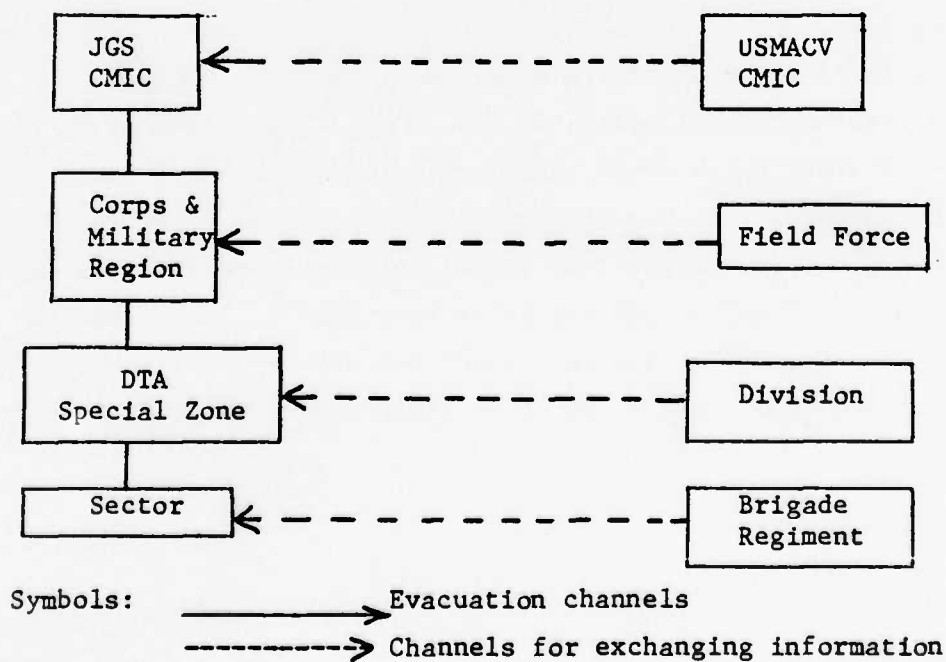 JGS
CMIC
USMACV
CMIC
Corps &
Military
Region
Field Force
DTA
Special Zone
Division
Sector
Brigade
Regiment
Symbols:
Evacuation channels
Channels for exchanging information